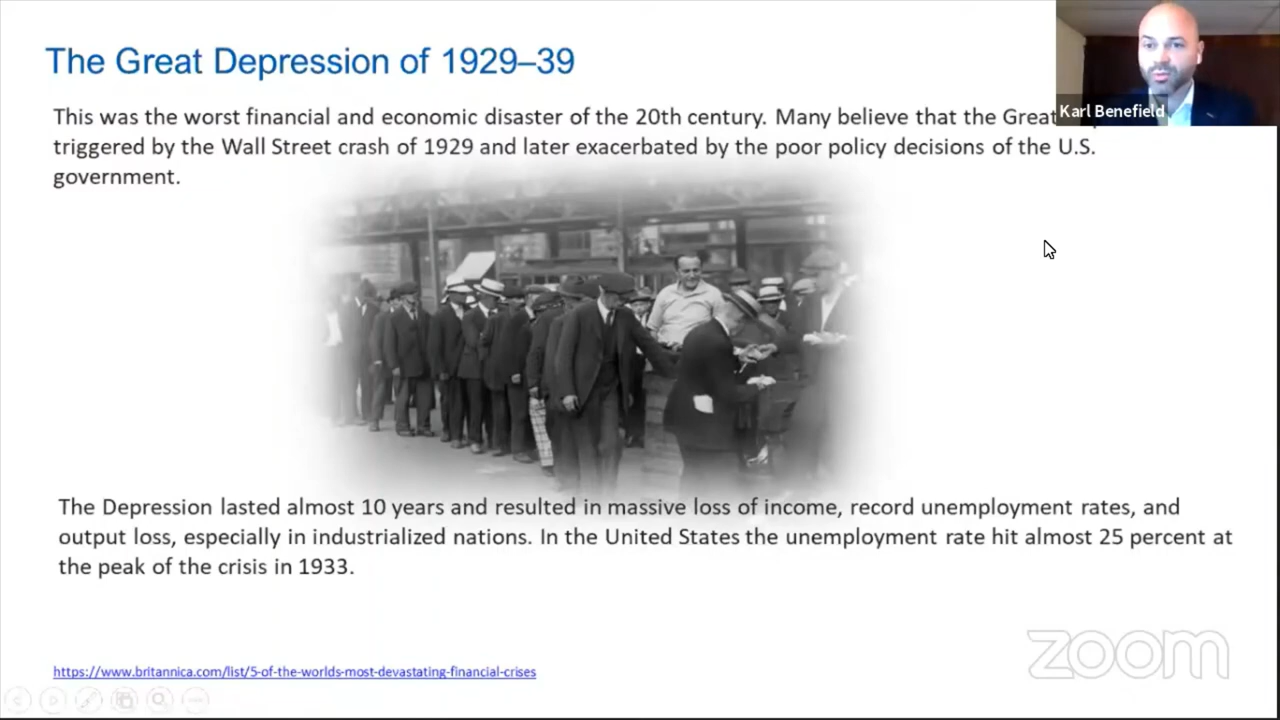 The Great Depression of 1929–39
This was the worst financial and economic disaster of the 20th century. Many believe that the Great
triggered by the Wall Street crash of 1929 and later exacerbated by the poor policy decisions of the U.S.
government.
Karl Benefield
The Depression lasted almost 10 years and resulted in massive loss of income, record unemployment rates, and
output loss, especially in industrialized nations. In the United States the unemployment rate hit almost 25 percent at
the peak of the crisis in 1933.
zoom
https://www.britannica.com/list/5-of-the-worlds-most-devastating-financial-crises